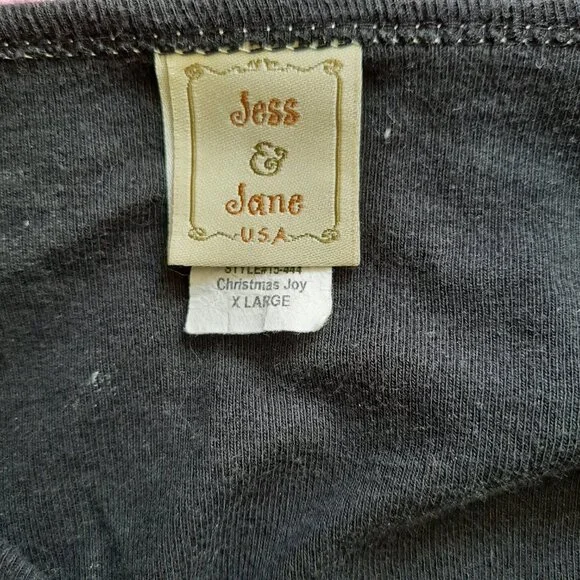 Jess
&
Jane
U.S.A.
STYLE#15-444
Christmas Joy
X LARGE